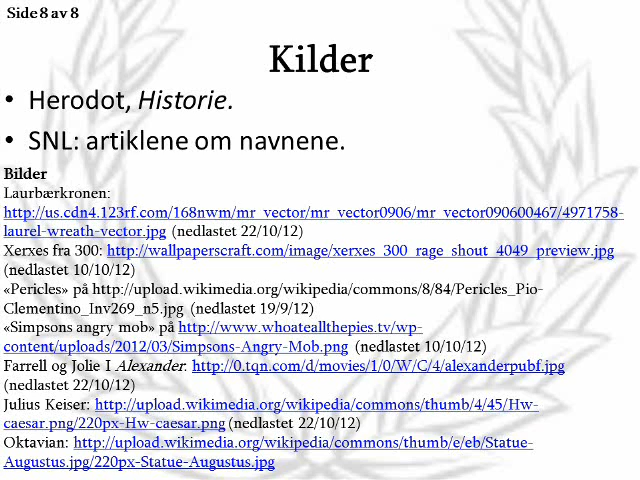 Side 8 av 8
Kilder
• Herodot, Historie.
• SNL: artiklene om navnene.
Bilder
Laurbærkronen:
http://us.cdn4.123rf.com/168nwm/mr_vector/mr_vector0906/mr_vector090600467/4971758-
laurel-wreath-vector.jpg (nedlastet 22/10/12)
Xerxes fra 300: http://wallpaperscraft.com/image/xerxes_300_rage_shout_4049_preview.jpg
(nedlastet 10/10/12)
«Pericles» på http://upload.wikimedia.org/wikipedia/commons/8/84/Pericles_Pio-
Clementino_Inv269_n5.jpg (nedlastet 19/9/12)
«Simpsons angry mob» på http://www.whoateallthepies.tv/wp-
content/uploads/2012/03/Simpsons-Angry-Mob.png (nedlastet 10/10/12)
Farrell og Jolie I Alexander: http://0.tqn.com/d/movies/1/0/W/C/4/alexanderpubf.jpg
(nedlastet 22/10/12)
Julius Keiser: http://upload.wikimedia.org/wikipedia/commons/thumb/4/45/Hw-
caesar.png/220px-Hw-caesar.png (nedlastet 22/10/12)
Oktavian: http://upload.wikimedia.org/wikipedia/commons/thumb/e/eb/Statue-
Augustus.jpg/220px-Statue-Augustus.jpg